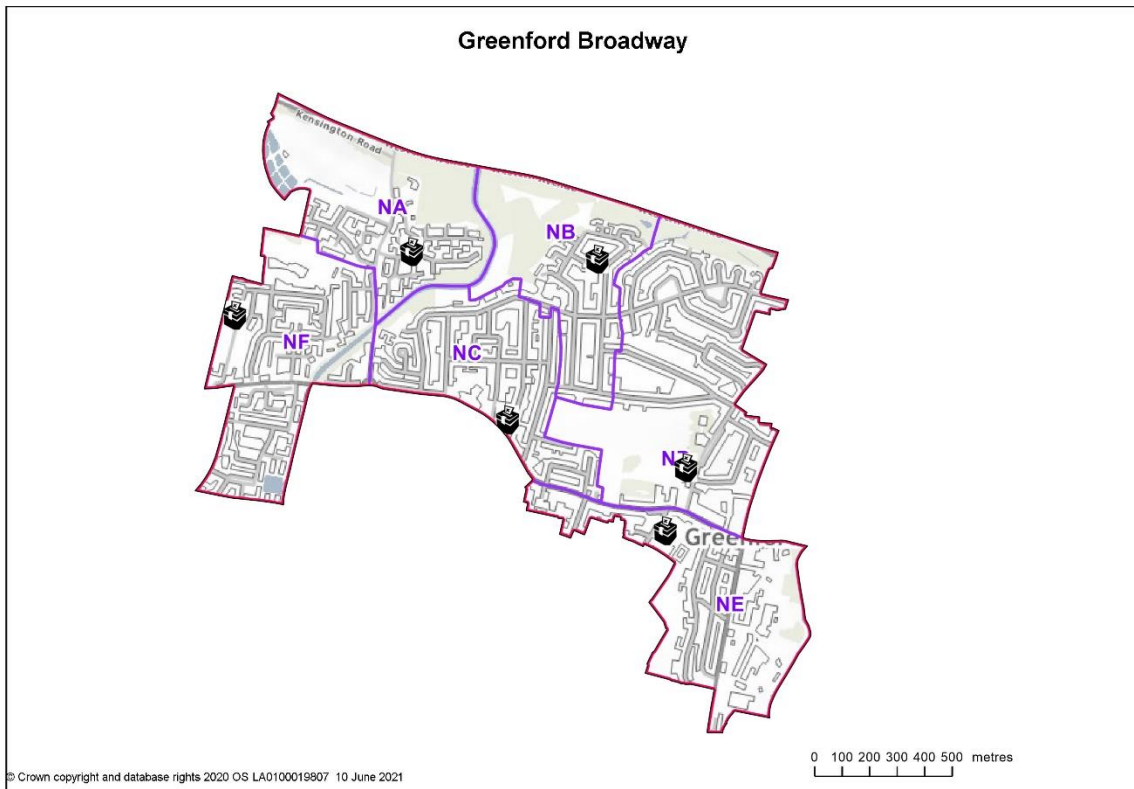 Greenford Broadway
Kensington Road
NA
NB
NF
NC
NE
0 100 200 300 400 500 metres
© Crown copyright and database rights 2020 OS LA0100019807 10 June 2021